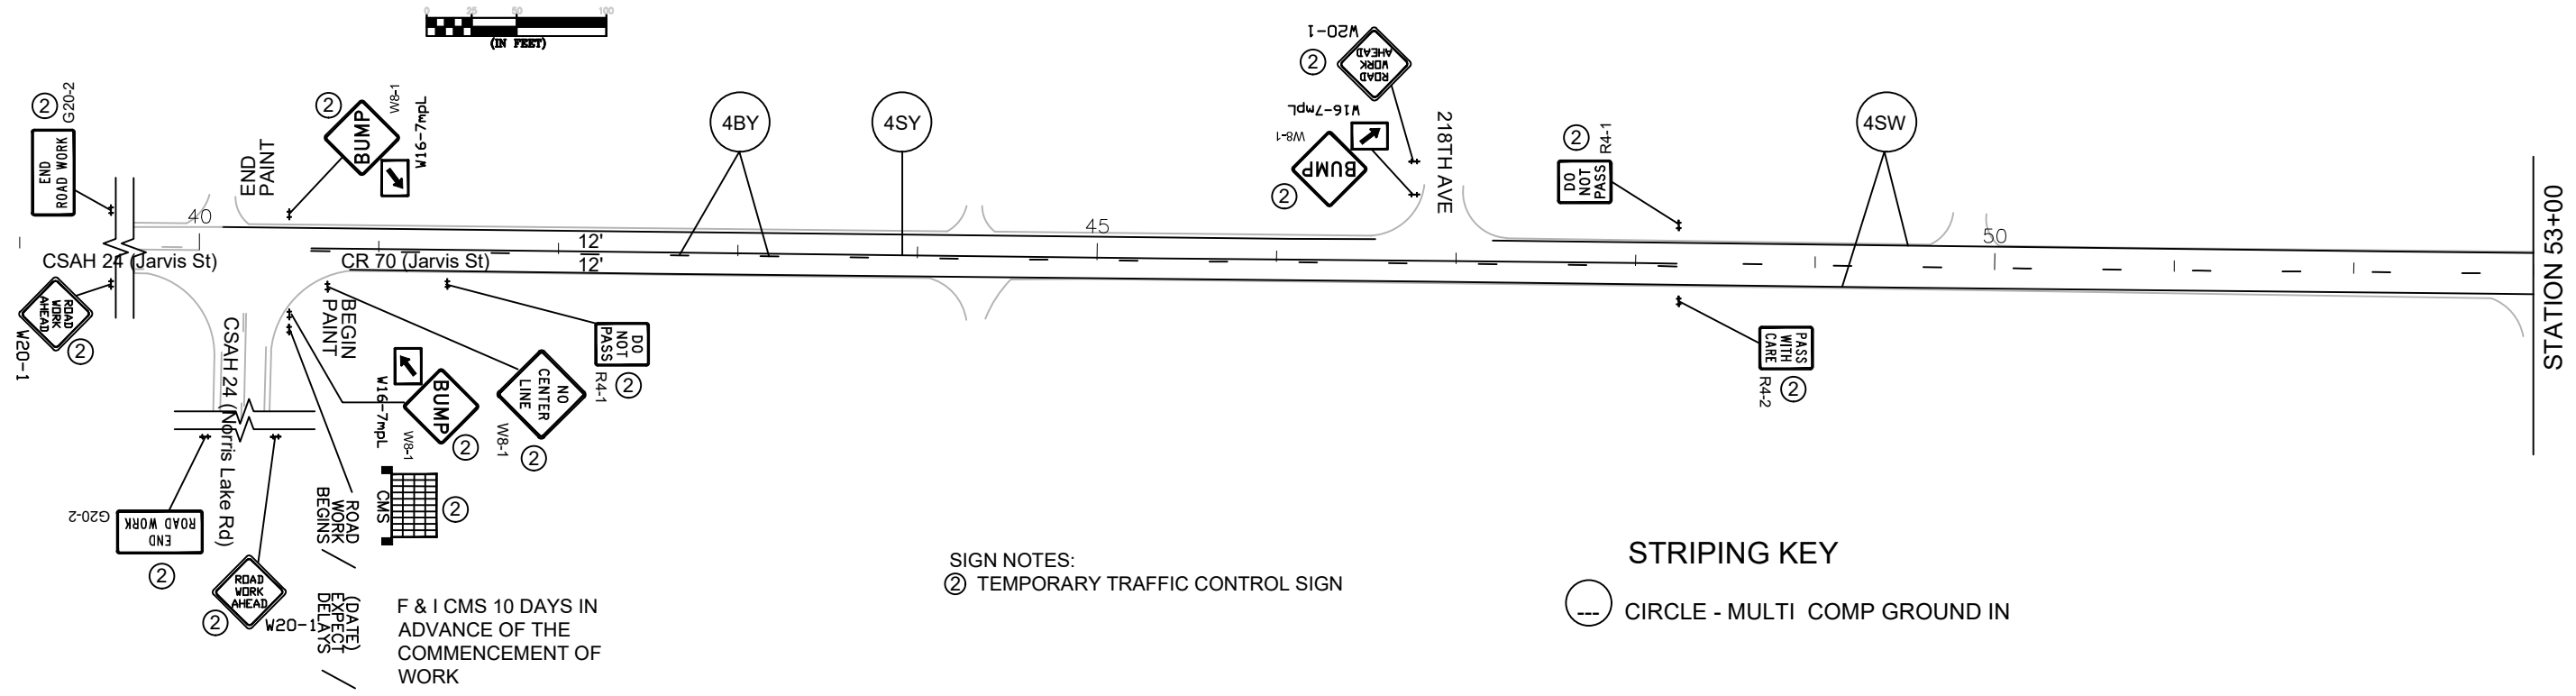 0 25 50 100
(IN FEET)
2
G20-2
END
ROAD WORK
END
PAINT
2
BUMP
W8-1
W16-7mpL
4BY
4SY
W20-1
2
ROAD
WORK
AHEAD
W16-7mpL
W8-1
BUMP
2
218TH AVE
2
R4-1
DO
NOT
PASS
4SW
STATION 53+00
40
45
50
12'
12'
CSAH 24 (Jarvis St)
CR 70 (Jarvis St)
ROAD
WORK
AHEAD
2
W20-1
CSAH 24 (Norris Lake Rd)
BEGIN
PAINT
W16-7mpL
BUMP
W8-1
2
NO
CENTER
LINE
W8-1
2
DO
NOT
PASS
R4-1
2
PASS
WITH
CARE
R4-2
2
G20-2
END
ROAD WORK
2
ROAD
WORK
AHEAD
2
W20-1
ROAD
WORK
BEGINS
(DATE)
EXPECT
DELAYS
CMS
2
F & I CMS 10 DAYS IN
ADVANCE OF THE
COMMENCEMENT OF
WORK
SIGN NOTES:
2 TEMPORARY TRAFFIC CONTROL SIGN
STRIPING KEY
--- CIRCLE - MULTI COMP GROUND IN